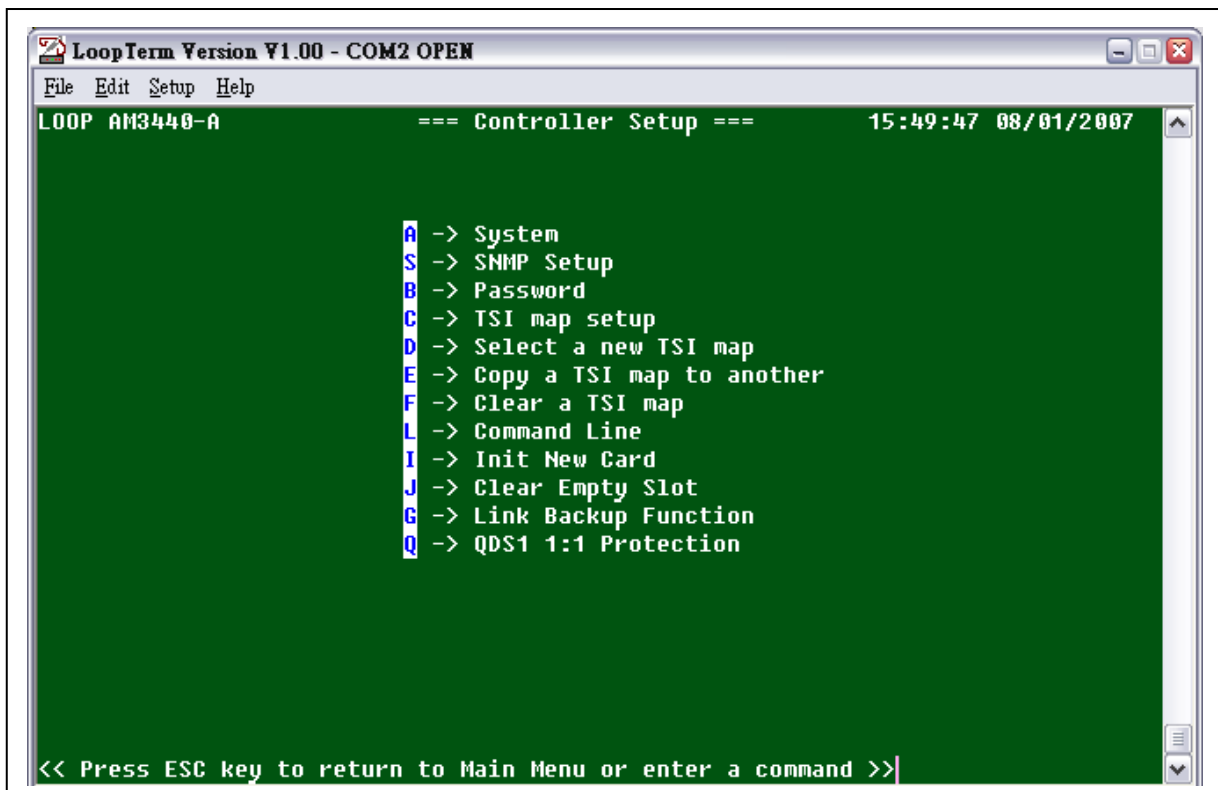 LoopTerm Version V1.00 - COM2 OPEN
File Edit Setup Help
LOOP AM3440-A === Controller Setup === 15:49:47 08/01/2007
A -> System
S -> SNMP Setup
B -> Password
C -> TSI map setup
D -> Select a new TSI map
E -> Copy a TSI map to another
F -> Clear a TSI map
L -> Command Line
I -> Init New Card
J -> Clear Empty Slot
G -> Link Backup Function
Q -> QDS1 1:1 Protection
<< Press ESC key to return to Main Menu or enter a command >>